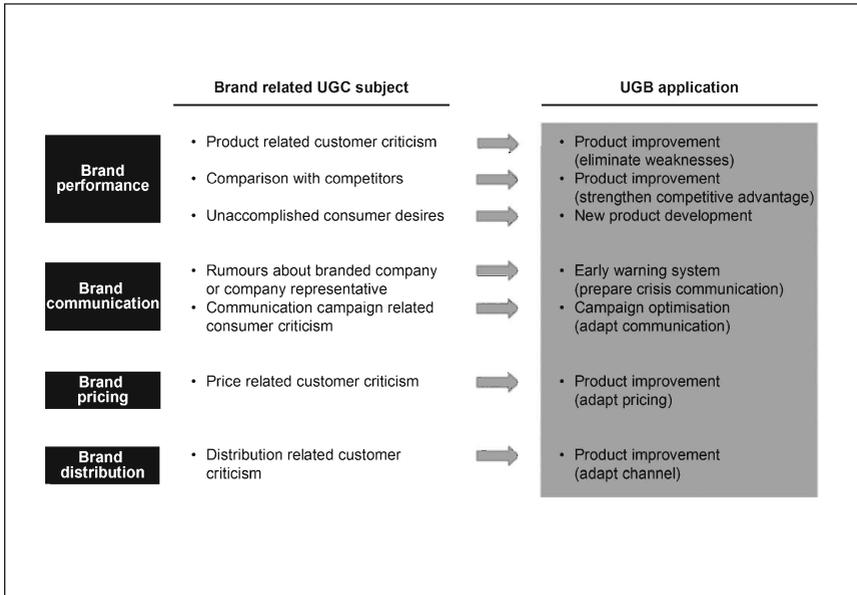 Brand related UGC subject
UGB application
Brand
performance
• Product related customer criticism
• Product improvement
(eliminate weaknesses)
• Comparison with competitors
• Product improvement
(strengthen competitive advantage)
• Unaccomplished consumer desires
• New product development
Brand
communication
• Rumours about branded company
or company representative
• Early warning system
(prepare crisis communication)
• Communication campaign related
consumer criticism
• Campaign optimisation
(adapt communication)
Brand
pricing
• Price related customer criticism
• Product improvement
(adapt pricing)
Brand
distribution
• Distribution related customer
criticism
• Product improvement
(adapt channel)